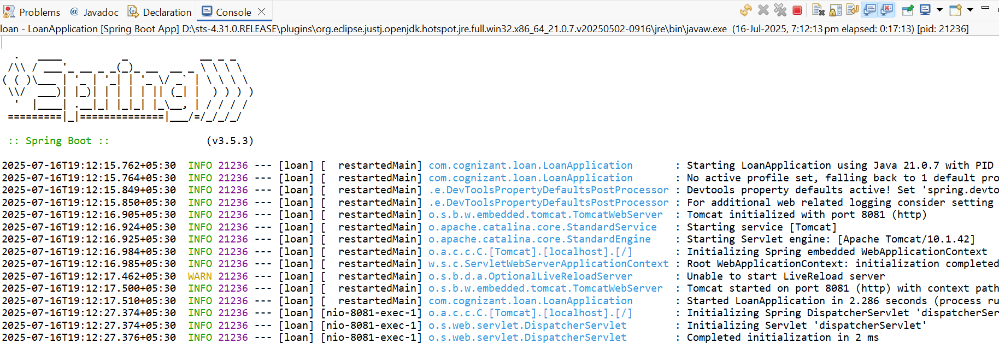 Problems @ Javadoc Declaration Console
loan - LoanApplication [Spring Boot App] D:\sts-4.31.0.RELEASE\plugins\org.eclipse.justj.openjdk.hotspot.jre.full.win32.x86_64_21.0.7.v20250502-0916\jre\bin\javaw.exe (16-Jul-2025, 7:12:13 pm elapsed: 0:17:13) [pid: 21236]
  .   ____          _            __ _ _
 /\\ / ___'_ __ _ _(_)_ __  __ _ \ \ \ \
( ( )\___ | '_ | '_| | '_ \/ _` | \ \ \ \
 \\/  ___)| |_)| | | | | || (_| |  ) ) ) )
  '  |____| .__|_| |_|_| |_\__, | / / / /
 =========|_|==============|___/=/_/_/_/
 :: Spring Boot ::                (v3.5.3)
2025-07-16T19:12:15.762+05:30  INFO 21236 --- [loan] [  restartedMain] com.cognizant.loan.LoanApplication       : Starting LoanApplication using Java 21.0.7 with PID
2025-07-16T19:12:15.764+05:30  INFO 21236 --- [loan] [  restartedMain] com.cognizant.loan.LoanApplication       : No active profile set, falling back to 1 default pro
2025-07-16T19:12:15.849+05:30  INFO 21236 --- [loan] [  restartedMain] .e.DevToolsPropertyDefaultsPostProcessor : Devtools property defaults active! Set 'spring.devto
2025-07-16T19:12:15.850+05:30  INFO 21236 --- [loan] [  restartedMain] .e.DevToolsPropertyDefaultsPostProcessor : For additional web related logging consider setting
2025-07-16T19:12:16.905+05:30  INFO 21236 --- [loan] [  restartedMain] o.s.b.w.embedded.tomcat.TomcatWebServer  : Tomcat initialized with port 8081 (http)
2025-07-16T19:12:16.924+05:30  INFO 21236 --- [loan] [  restartedMain] o.apache.catalina.core.StandardService   : Starting service [Tomcat]
2025-07-16T19:12:16.925+05:30  INFO 21236 --- [loan] [  restartedMain] o.apache.catalina.core.StandardEngine    : Starting Servlet engine: [Apache Tomcat/10.1.42]
2025-07-16T19:12:16.984+05:30  INFO 21236 --- [loan] [  restartedMain] o.a.c.c.C.[Tomcat].[localhost].[/]       : Initializing Spring embedded WebApplicationContext
2025-07-16T19:12:16.985+05:30  INFO 21236 --- [loan] [  restartedMain] w.s.c.ServletWebServerApplicationContext : Root WebApplicationContext: initialization completed
2025-07-16T19:12:17.462+05:30  WARN 21236 --- [loan] [  restartedMain] o.s.b.d.a.OptionalLiveReloadServer       : Unable to start LiveReload server
2025-07-16T19:12:17.500+05:30  INFO 21236 --- [loan] [  restartedMain] o.s.b.w.embedded.tomcat.TomcatWebServer  : Tomcat started on port 8081 (http) with context path
2025-07-16T19:12:17.510+05:30  INFO 21236 --- [loan] [  restartedMain] com.cognizant.loan.LoanApplication       : Started LoanApplication in 2.286 seconds (process ru
2025-07-16T19:12:27.374+05:30  INFO 21236 --- [loan] [nio-8081-exec-1] o.a.c.c.C.[Tomcat].[localhost].[/]       : Initializing Spring DispatcherServlet 'dispatcherSer
2025-07-16T19:12:27.374+05:30  INFO 21236 --- [loan] [nio-8081-exec-1] o.s.web.servlet.DispatcherServlet        : Initializing Servlet 'dispatcherServlet'
2025-07-16T19:12:27.376+05:30  INFO 21236 --- [loan] [nio-8081-exec-1] o.s.web.servlet.DispatcherServlet        : Completed initialization in 2 ms